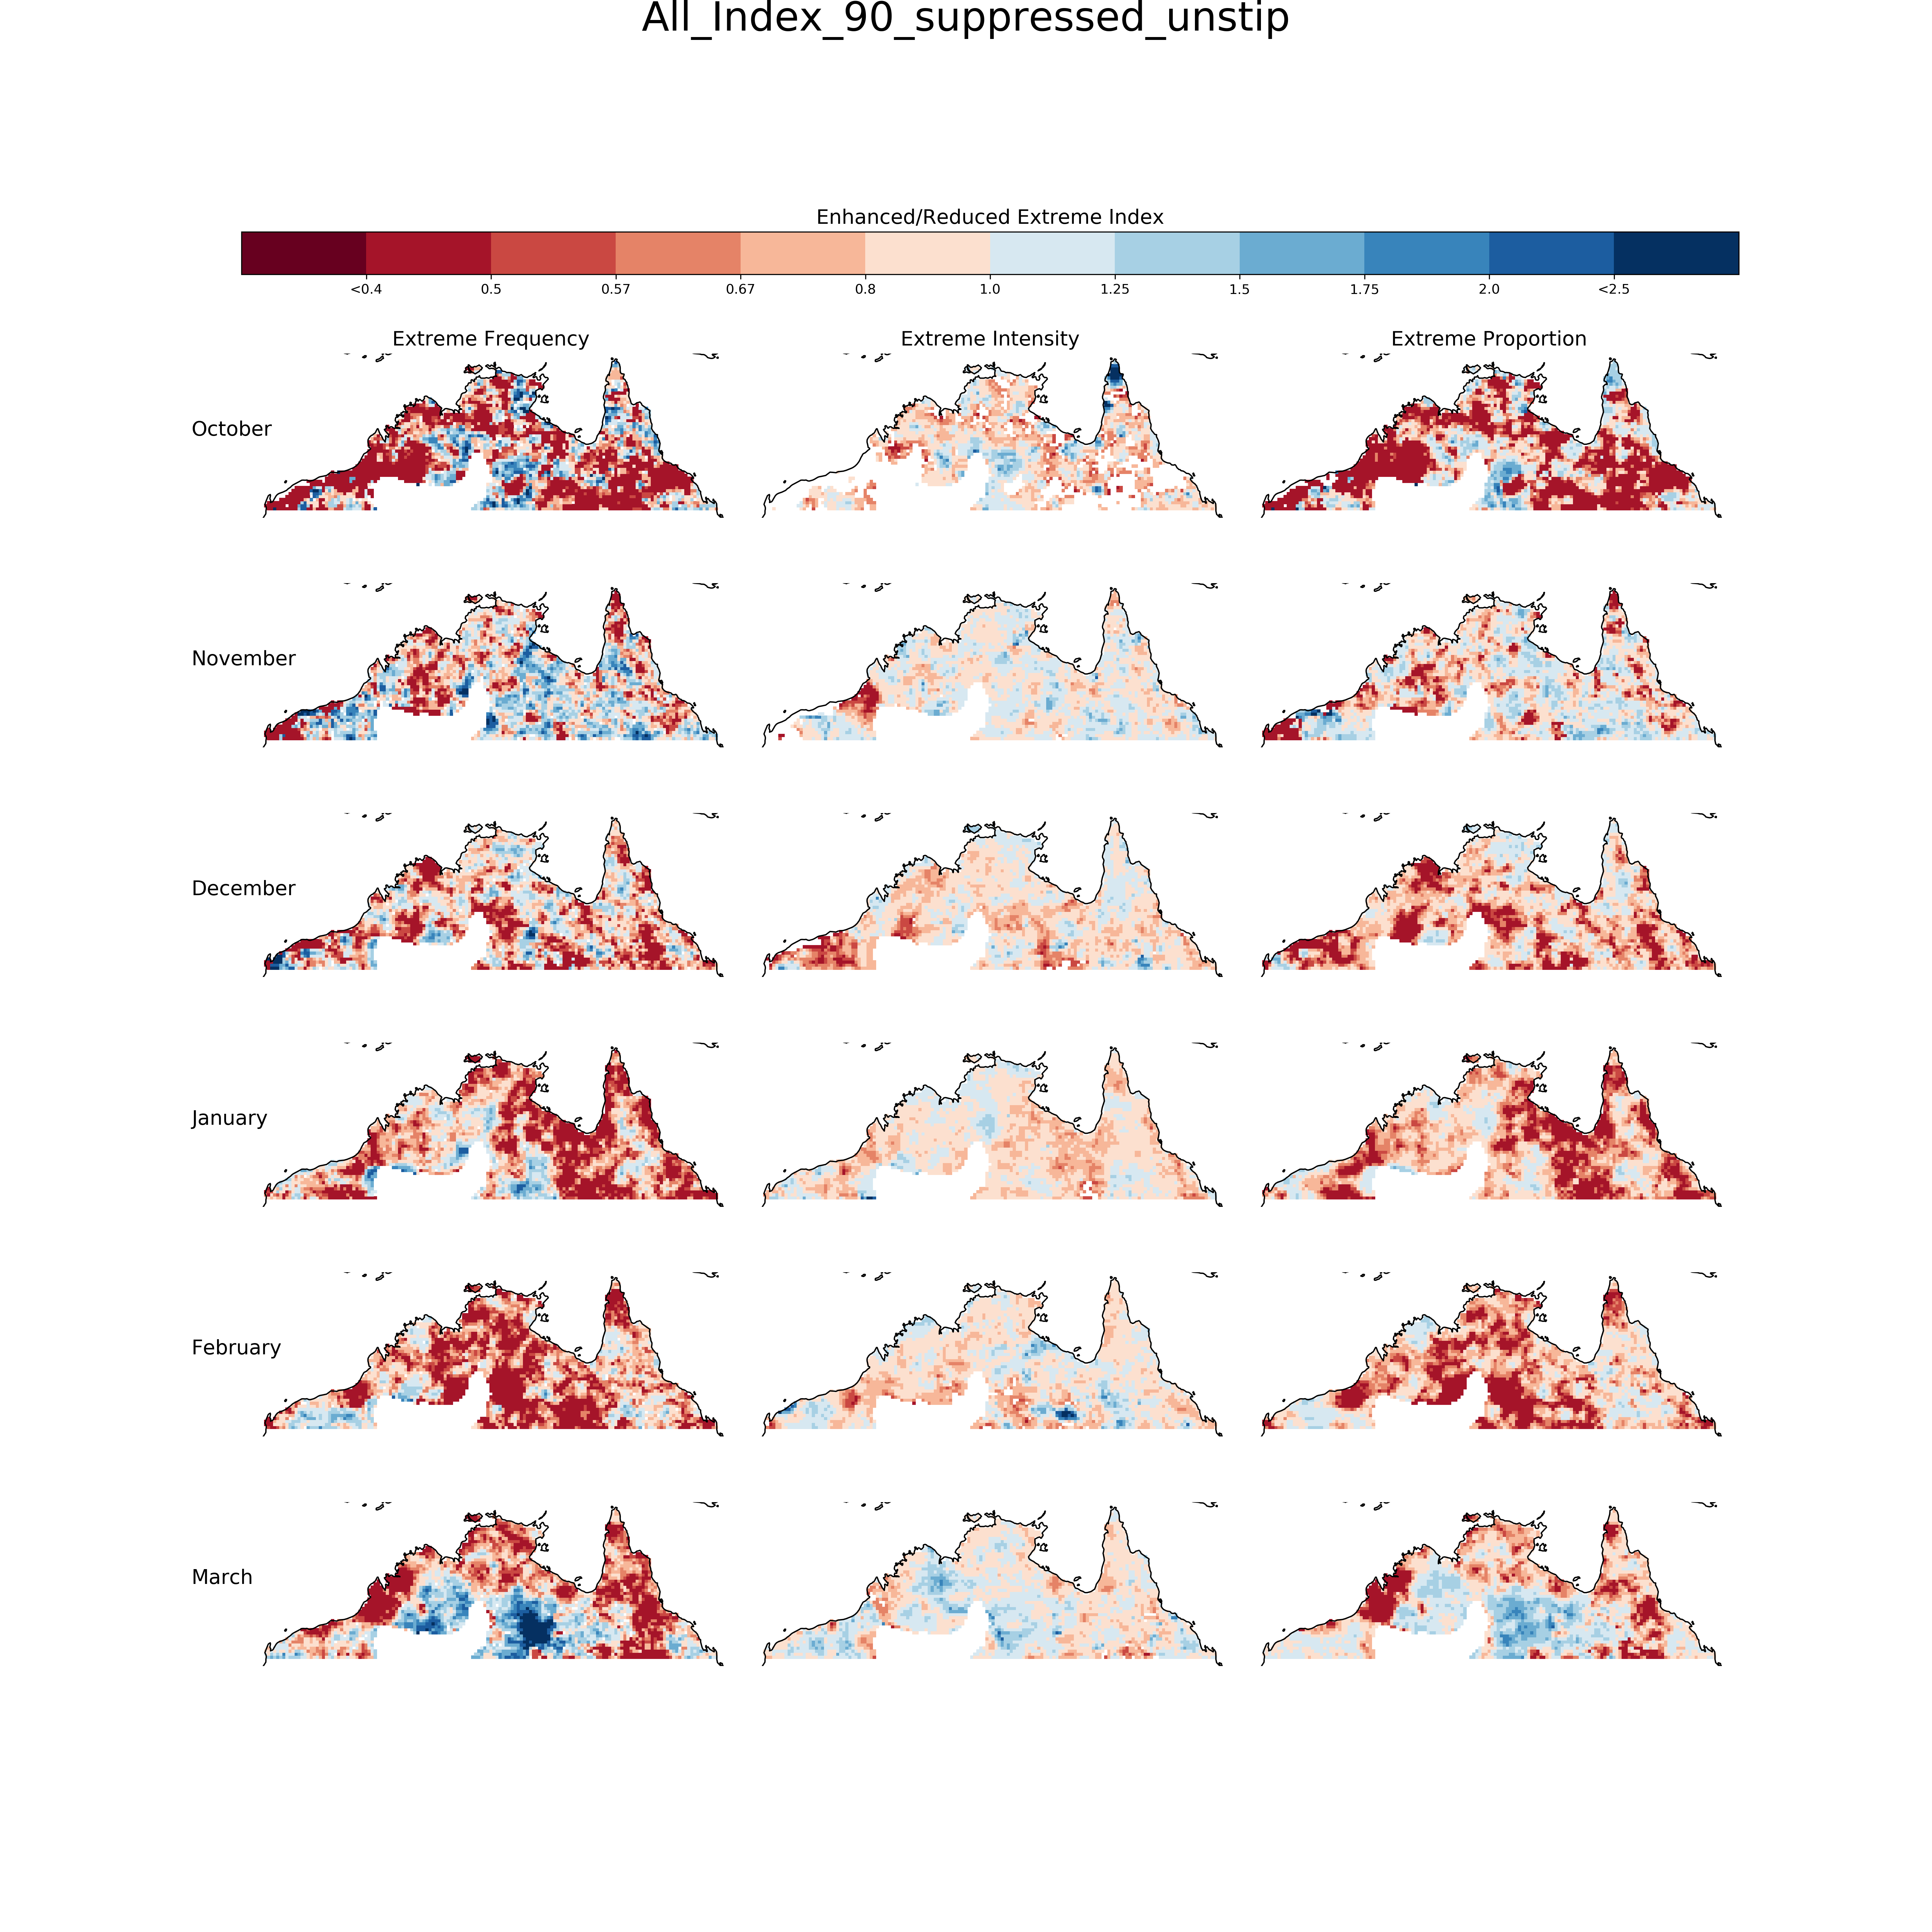 All_Index_90_suppressed_unstip
Enhanced/Reduced Extreme Index
<0.4 0.5 0.57 0.67 0.8 1.0 1.25 1.5 1.75 2.0 <2.5
Extreme Frequency Extreme Intensity Extreme Proportion
October
November
December
January
February
March